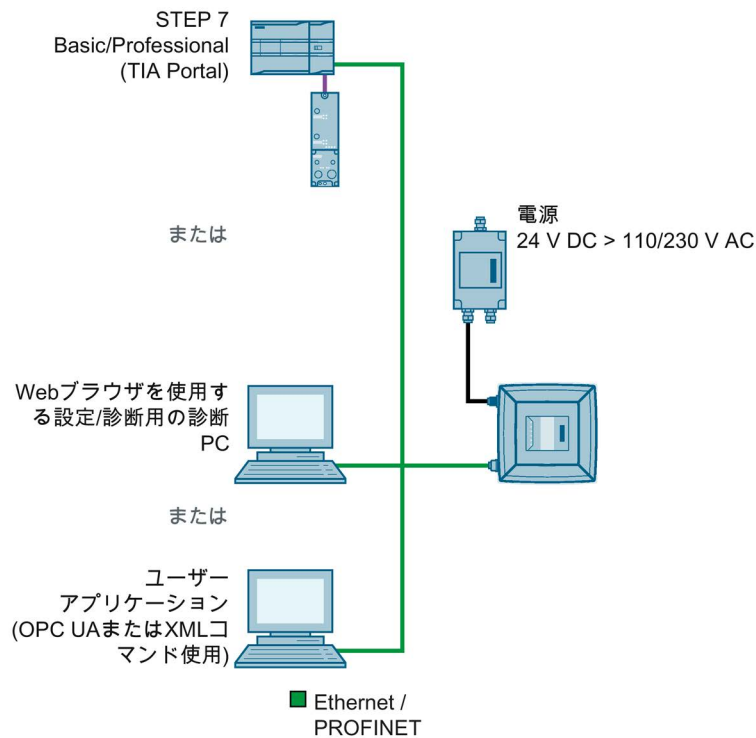 STEP 7
Basic/Professional
(TIA Portal)
または
電源
24 V DC > 110/230 V AC
Webブラウザを使用す
る設定/診断用の診断
PC
または
ユーザー
アプリケーション
(OPC UAまたはXMLコ
マンド使用)
Ethernet /
PROFINET